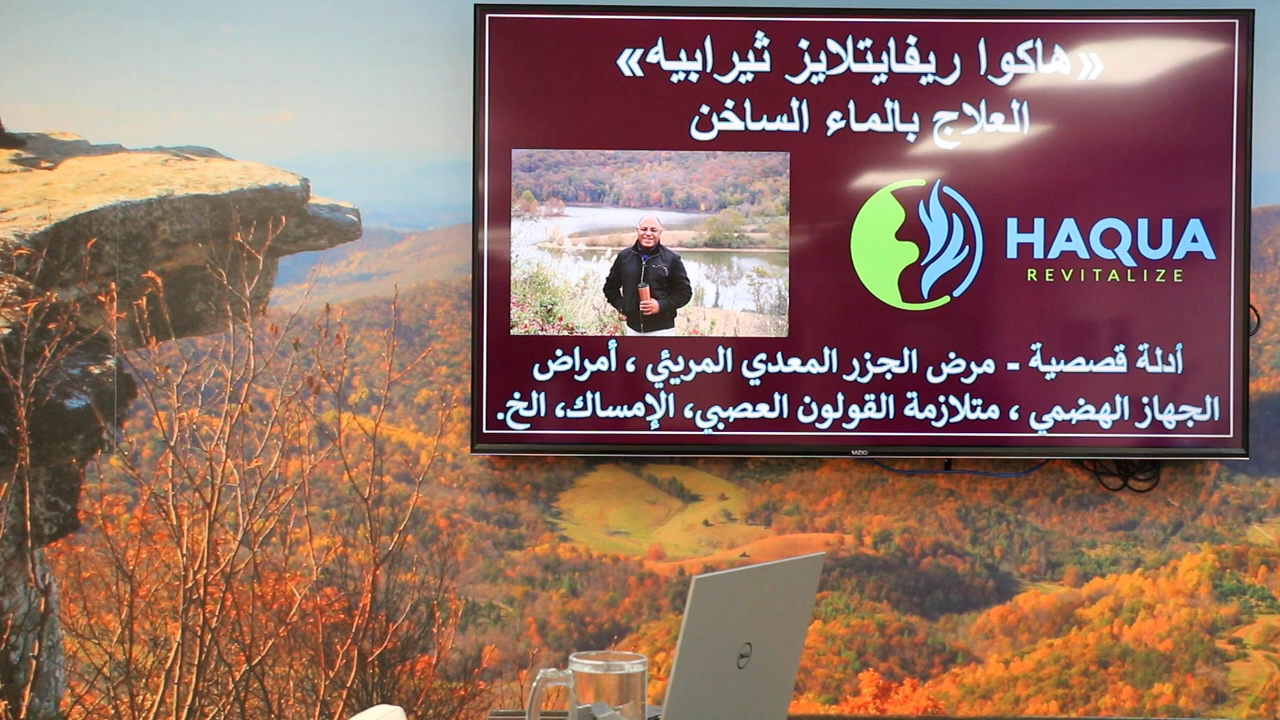 «هاكوا ريفايتلايز ثيرابيه»
العلاج بالماء الساخن
HAQUA
REVITALIZE
أدلة قصصية - مرض الجزر المعدي المريئي ، أمراض
الجهاز الهضمي ، متلازمة القولون العصبي، الإمساك، الخ.
VIZIO
DELL